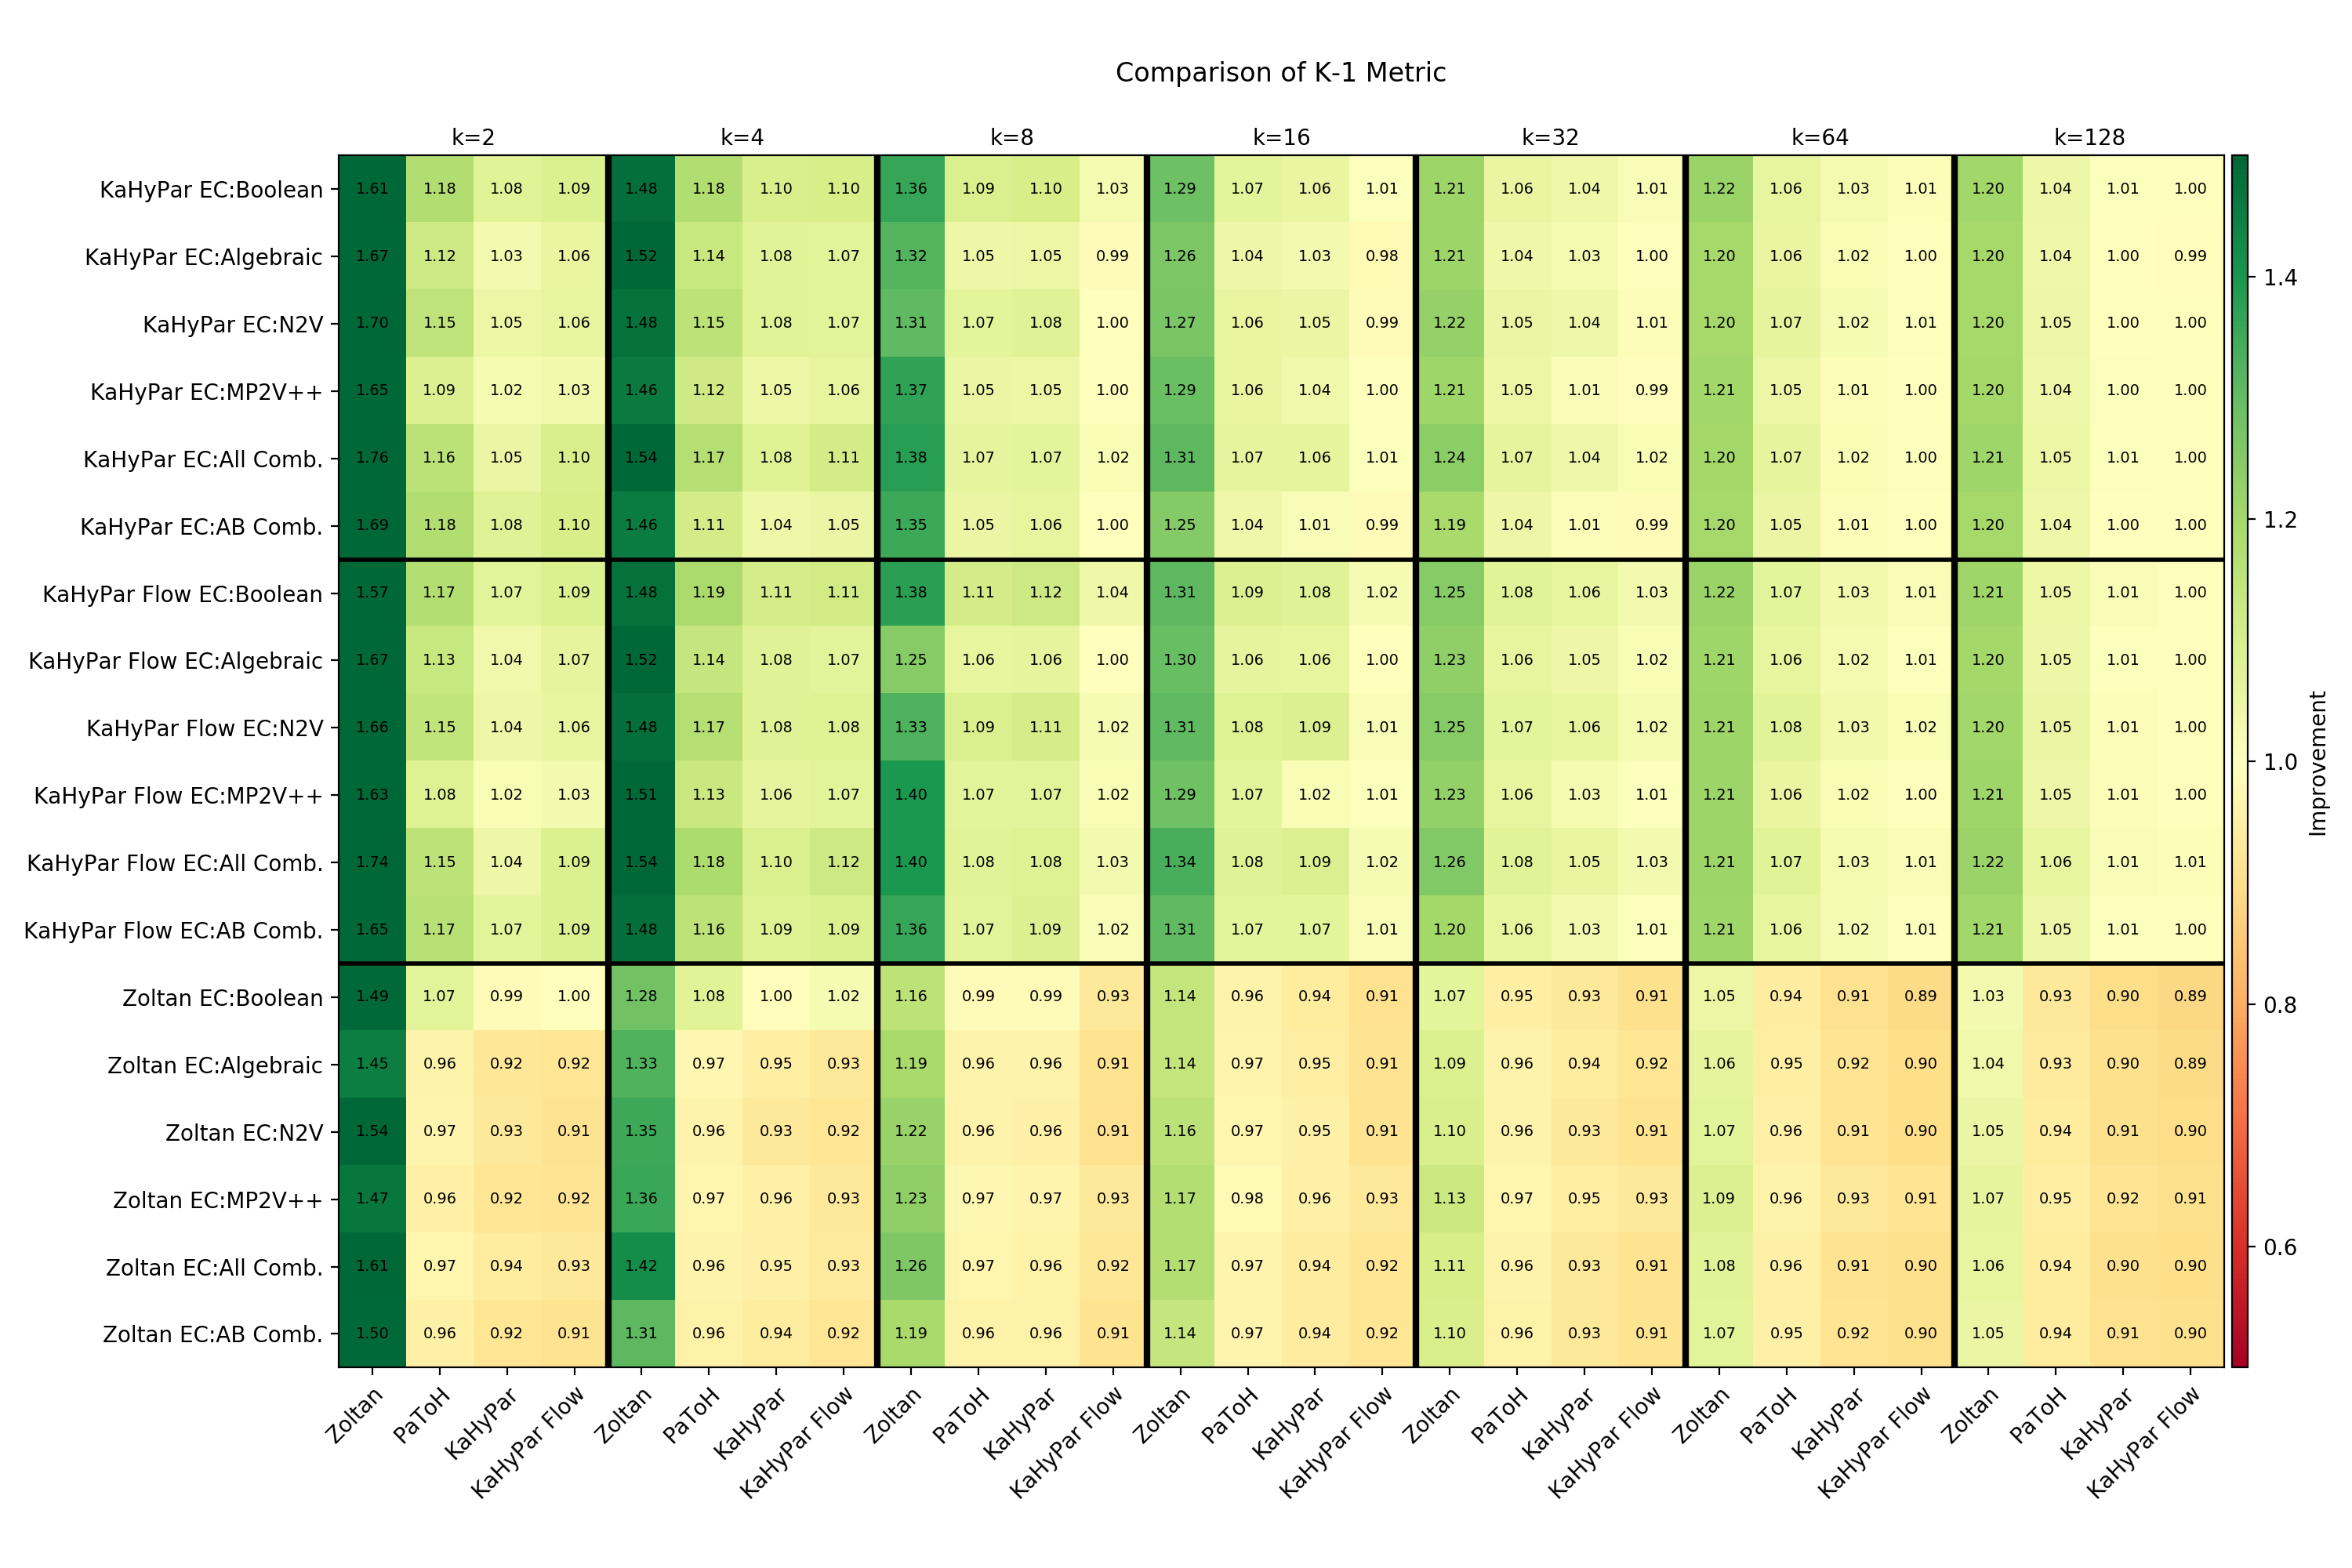 Comparison of K-1 Metric
k=2 k=4 k=8 k=16 k=32 k=64 k=128
KaHyPar EC:Boolean 1.61 1.18 1.08 1.09 1.48 1.18 1.10 1.10 1.36 1.09 1.10 1.03 1.29 1.07 1.06 1.01 1.21 1.06 1.04 1.01 1.22 1.06 1.03 1.01 1.20 1.04 1.01 1.00
KaHyPar EC:Algebraic 1.67 1.12 1.03 1.06 1.52 1.14 1.08 1.07 1.32 1.05 1.05 0.99 1.26 1.04 1.03 0.98 1.21 1.04 1.03 1.00 1.20 1.06 1.02 1.00 1.20 1.04 1.00 0.99
KaHyPar EC:N2V 1.70 1.15 1.05 1.06 1.48 1.15 1.08 1.07 1.31 1.07 1.08 1.00 1.27 1.06 1.05 0.99 1.22 1.05 1.04 1.01 1.20 1.07 1.02 1.01 1.20 1.05 1.00 1.00
KaHyPar EC:MP2V++ 1.65 1.09 1.02 1.03 1.46 1.12 1.05 1.06 1.37 1.05 1.05 1.00 1.29 1.06 1.04 1.00 1.21 1.05 1.01 0.99 1.21 1.05 1.01 1.00 1.20 1.04 1.00 1.00
KaHyPar EC:All Comb. 1.76 1.16 1.05 1.10 1.54 1.17 1.08 1.11 1.38 1.07 1.07 1.02 1.31 1.07 1.06 1.01 1.24 1.07 1.04 1.02 1.20 1.07 1.02 1.00 1.21 1.05 1.01 1.00
KaHyPar EC:AB Comb. 1.69 1.18 1.08 1.10 1.46 1.11 1.04 1.05 1.35 1.05 1.06 1.00 1.25 1.04 1.01 0.99 1.19 1.04 1.01 0.99 1.20 1.05 1.01 1.00 1.20 1.04 1.00 1.00
KaHyPar Flow EC:Boolean 1.57 1.17 1.07 1.09 1.48 1.19 1.11 1.11 1.38 1.11 1.12 1.04 1.31 1.09 1.08 1.02 1.25 1.08 1.06 1.03 1.22 1.07 1.03 1.01 1.21 1.05 1.01 1.00
KaHyPar Flow EC:Algebraic 1.67 1.13 1.04 1.07 1.52 1.14 1.08 1.07 1.25 1.06 1.06 1.00 1.30 1.06 1.06 1.00 1.23 1.06 1.05 1.02 1.21 1.06 1.02 1.01 1.20 1.05 1.01 1.00
KaHyPar Flow EC:N2V 1.66 1.15 1.04 1.06 1.48 1.17 1.08 1.08 1.33 1.09 1.11 1.02 1.31 1.08 1.09 1.01 1.25 1.07 1.06 1.02 1.21 1.08 1.03 1.02 1.20 1.05 1.01 1.00
KaHyPar Flow EC:MP2V++ 1.63 1.08 1.02 1.03 1.51 1.13 1.06 1.07 1.40 1.07 1.07 1.02 1.29 1.07 1.02 1.01 1.23 1.06 1.03 1.01 1.21 1.06 1.02 1.00 1.21 1.05 1.01 1.00
KaHyPar Flow EC:All Comb. 1.74 1.15 1.04 1.09 1.54 1.18 1.10 1.12 1.40 1.08 1.08 1.03 1.34 1.08 1.09 1.02 1.26 1.08 1.05 1.03 1.21 1.07 1.03 1.01 1.22 1.06 1.01 1.01
KaHyPar Flow EC:AB Comb. 1.65 1.17 1.07 1.09 1.48 1.16 1.09 1.09 1.36 1.07 1.09 1.02 1.31 1.07 1.07 1.01 1.20 1.06 1.03 1.01 1.21 1.06 1.02 1.01 1.21 1.05 1.01 1.00
Zoltan EC:Boolean 1.49 1.07 0.99 1.00 1.28 1.08 1.00 1.02 1.16 0.99 0.99 0.93 1.14 0.96 0.94 0.91 1.07 0.95 0.93 0.91 1.05 0.94 0.91 0.89 1.03 0.93 0.90 0.89
Zoltan EC:Algebraic 1.45 0.96 0.92 0.92 1.33 0.97 0.95 0.93 1.19 0.96 0.96 0.91 1.14 0.97 0.95 0.91 1.09 0.96 0.94 0.92 1.06 0.95 0.92 0.90 1.04 0.93 0.90 0.89
Zoltan EC:N2V 1.54 0.97 0.93 0.91 1.35 0.96 0.93 0.92 1.22 0.96 0.96 0.91 1.16 0.97 0.95 0.91 1.10 0.96 0.93 0.91 1.07 0.96 0.91 0.90 1.05 0.94 0.91 0.90
Zoltan EC:MP2V++ 1.47 0.96 0.92 0.92 1.36 0.97 0.96 0.93 1.23 0.97 0.97 0.93 1.17 0.98 0.96 0.93 1.13 0.97 0.95 0.93 1.09 0.96 0.93 0.91 1.07 0.95 0.92 0.91
Zoltan EC:All Comb. 1.61 0.97 0.94 0.93 1.42 0.96 0.95 0.93 1.26 0.97 0.96 0.92 1.17 0.97 0.94 0.92 1.11 0.96 0.93 0.91 1.08 0.96 0.91 0.90 1.06 0.94 0.90 0.90
Zoltan EC:AB Comb. 1.50 0.96 0.92 0.91 1.31 0.96 0.94 0.92 1.19 0.96 0.96 0.91 1.14 0.97 0.94 0.92 1.10 0.96 0.93 0.91 1.07 0.95 0.92 0.90 1.05 0.94 0.91 0.90
Zoltan PaToH KaHyPar KaHyPar Flow Zoltan PaToH KaHyPar KaHyPar Flow Zoltan PaToH KaHyPar KaHyPar Flow Zoltan PaToH KaHyPar KaHyPar Flow Zoltan PaToH KaHyPar KaHyPar Flow Zoltan PaToH KaHyPar KaHyPar Flow Zoltan PaToH KaHyPar KaHyPar Flow
1.4
1.2
1.0
0.8
0.6
Improvement